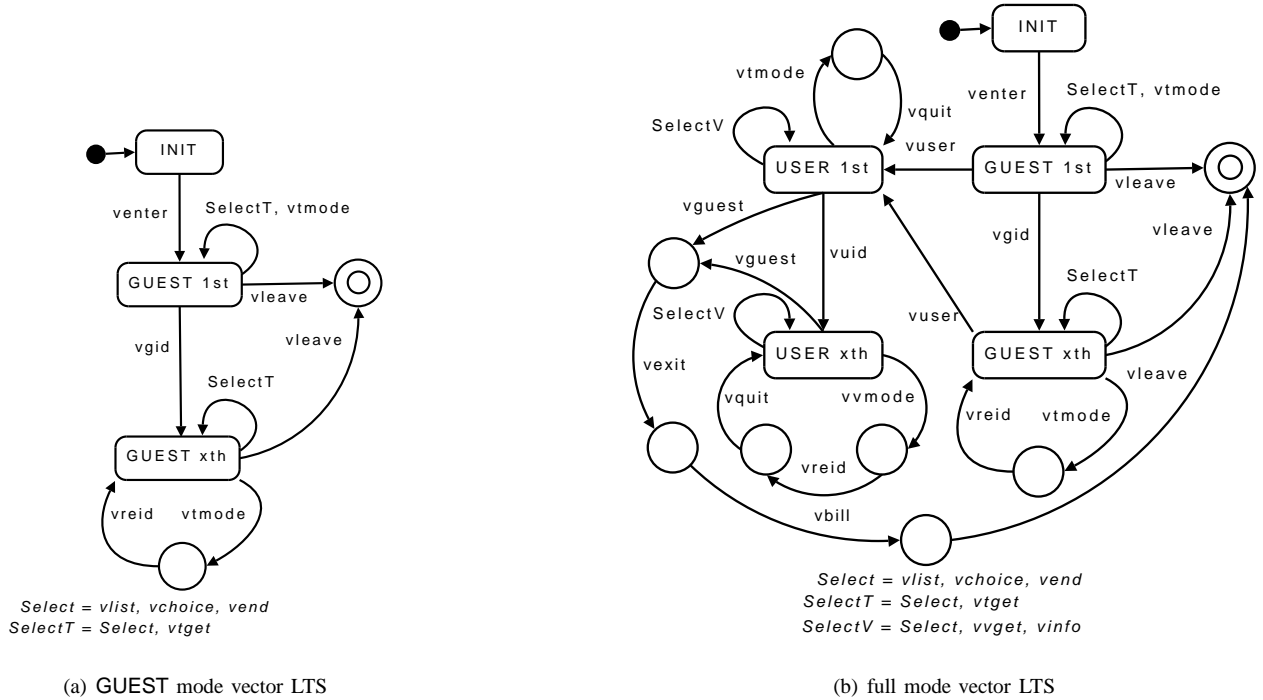 INIT
venter
SelectT, vtmode
GUEST 1st
vleave
vgid
vleave
SelectT
GUEST xth
vreid
vtmode
Select = vlist, vchoice, vend
SelectT = Select, vtget
(a) GUEST mode vector LTS
INIT
vtmode
venter
SelectT, vtmode
SelectV
vquit
vuser
USER 1st
GUEST 1st
vleave
vguest
vgid
vleave
vguest
vuid
SelectV
SelectT
vuser
USER xth
GUEST xth
vexit
vleave
vquit
vvmode
vreid
vtmode
vreid
vbill
Select = vlist, vchoice, vend
SelectT = Select, vtget
SelectV = Select, vvget, vinfo
(b) full mode vector LTS